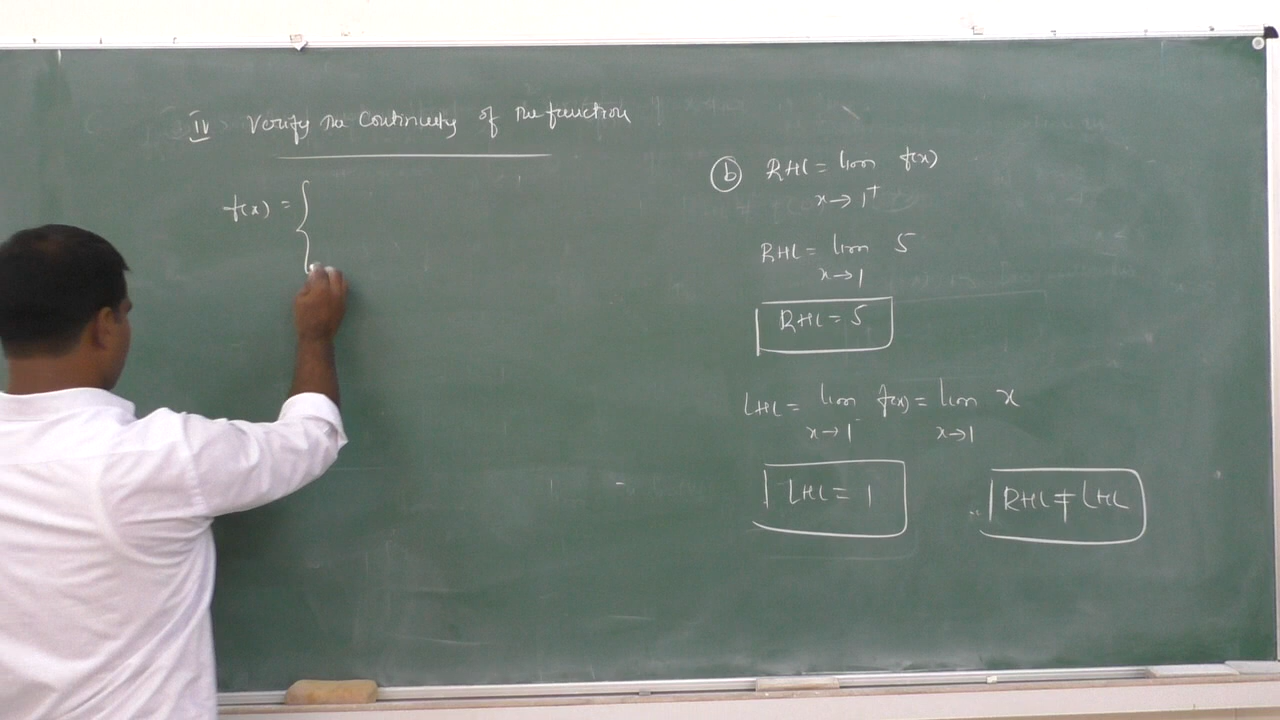 IV Verify the Continuety of the function
f(x) = {
(b) RHL = lim f(x)
x→1⁺
RHL = lim 5
x→1
RHL = 5
LHL = lim f(x) = lim x
x→1⁻ x→1
LHL = 1 ∴ RHL ≠ LHL